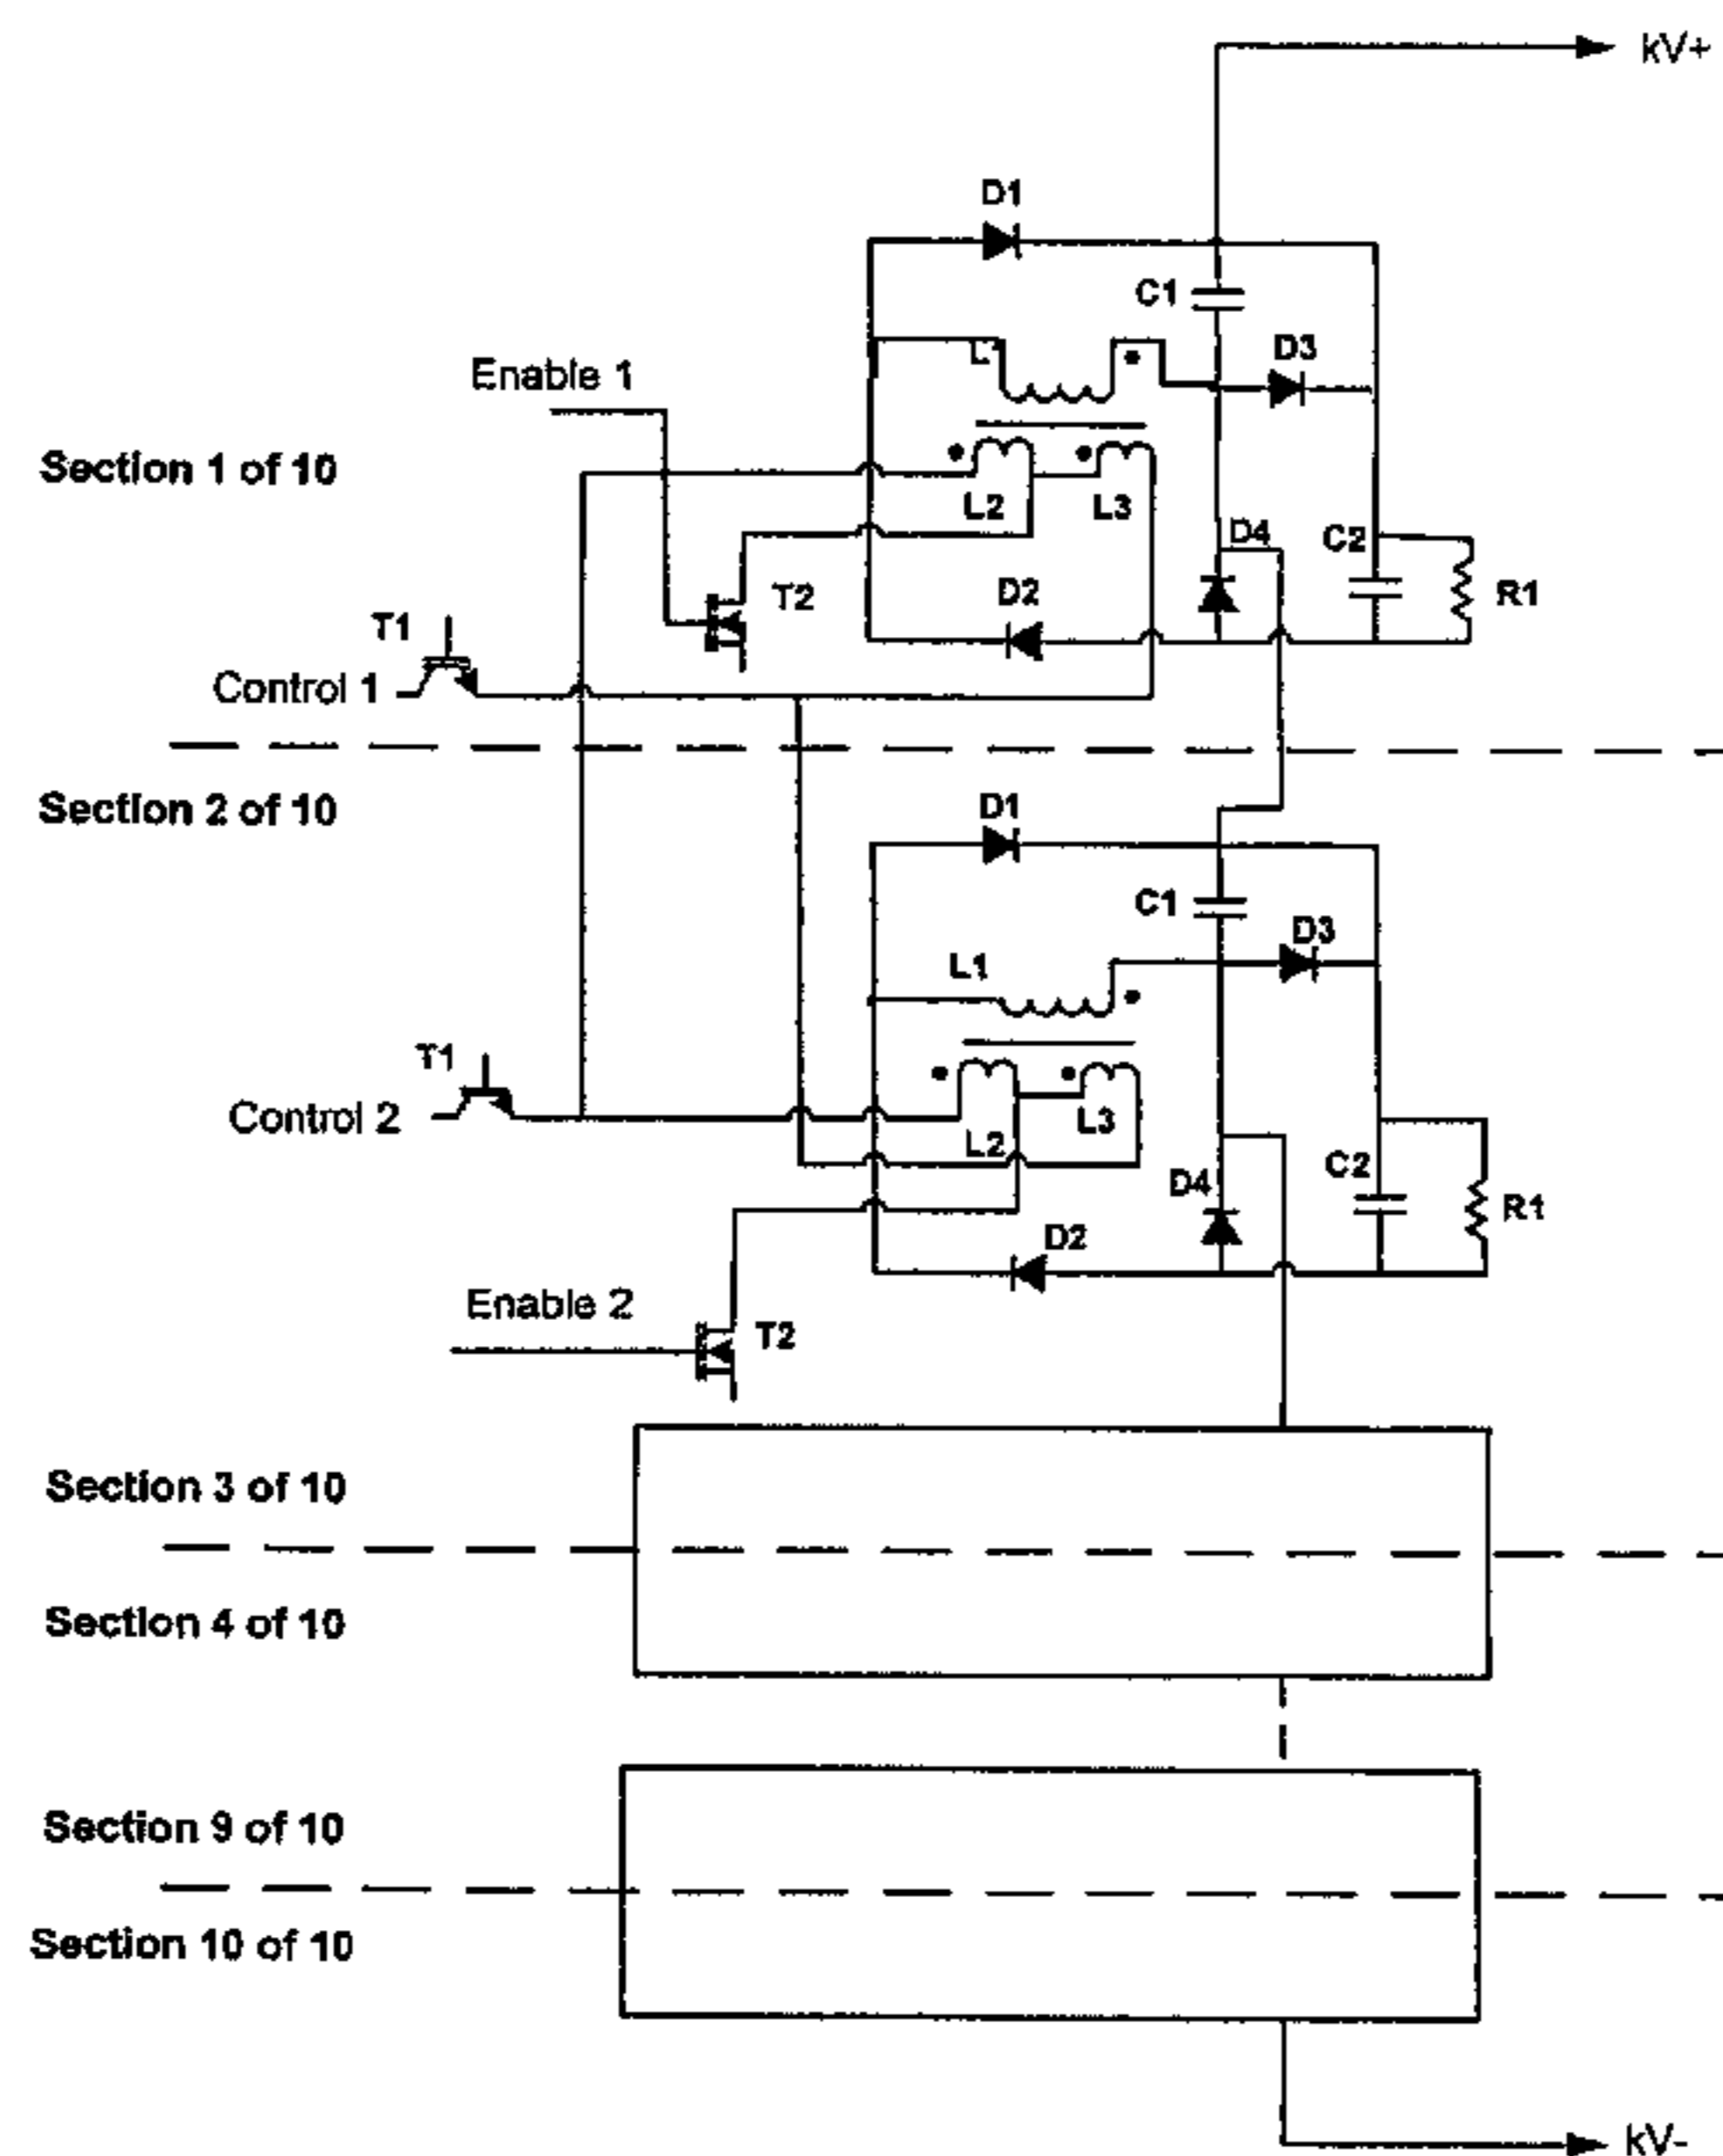 kV+
D1
C1
D3
Enable 1
Section 1 of 10
L2
L3
D4
C2
R1
T2
D2
T1
Control 1
Section 2 of 10
D1
C1
D3
L1
T1
Control 2
L2
L3
D4
C2
R1
D2
Enable 2
T2
Section 3 of 10
Section 4 of 10
Section 9 of 10
Section 10 of 10
kV-